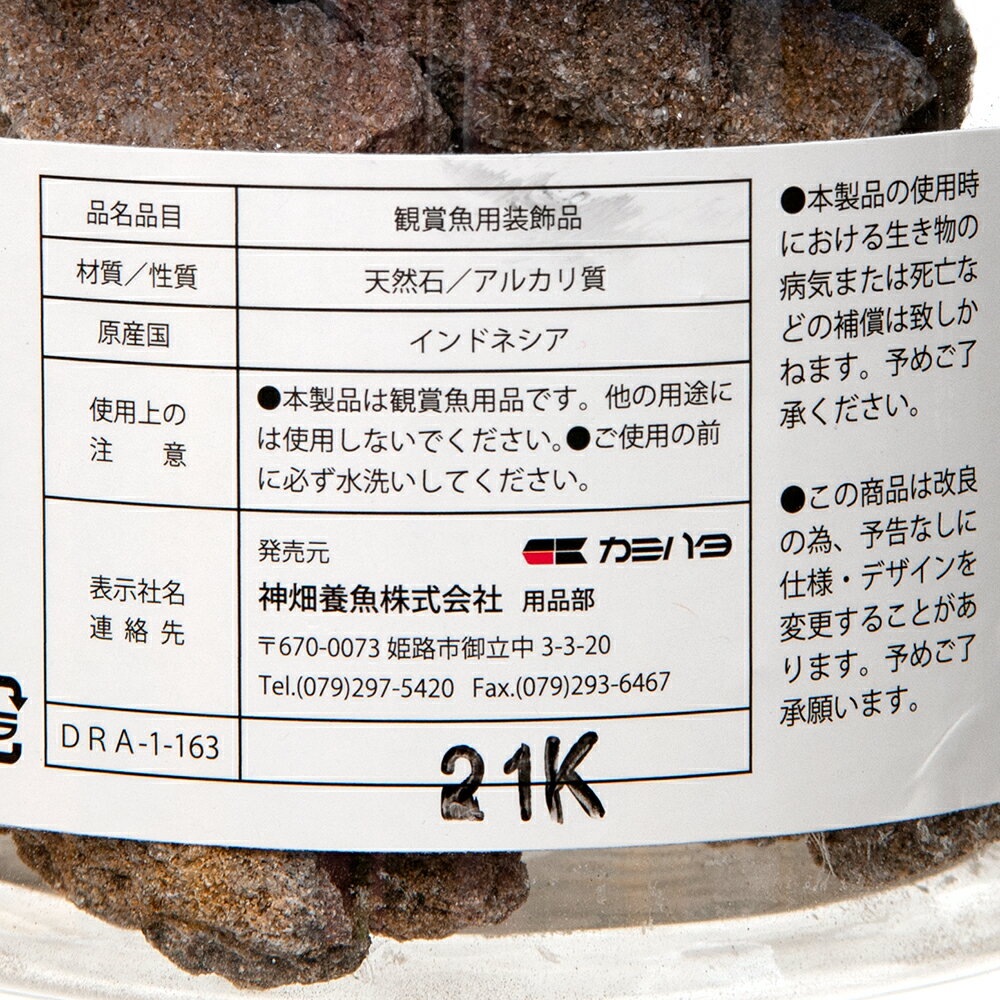 品名品目 観賞魚用装飾品
材質／性質 天然石／アルカリ質
原産国 インドネシア
使用上の
注 意
●本製品は観賞魚用品です。他の用途に
は使用しないでください。●ご使用の前
に必ず水洗いしてください。
表示社名
連絡先
発売元 カミハタ
神畑養魚株式会社 用品部
〒670-0073 姫路市御立中 3-3-20
Tel.(079)297-5420 Fax.(079)293-6467
DRA-1-163
21K
●本製品の使用時
における生き物の
病気または死亡な
どの補償は致しか
ねます。予めご了
承ください。
●この商品は改良
の為、予告なしに
仕様・デザインを
変更することがあ
ります。予めご了
承願います。
プラ